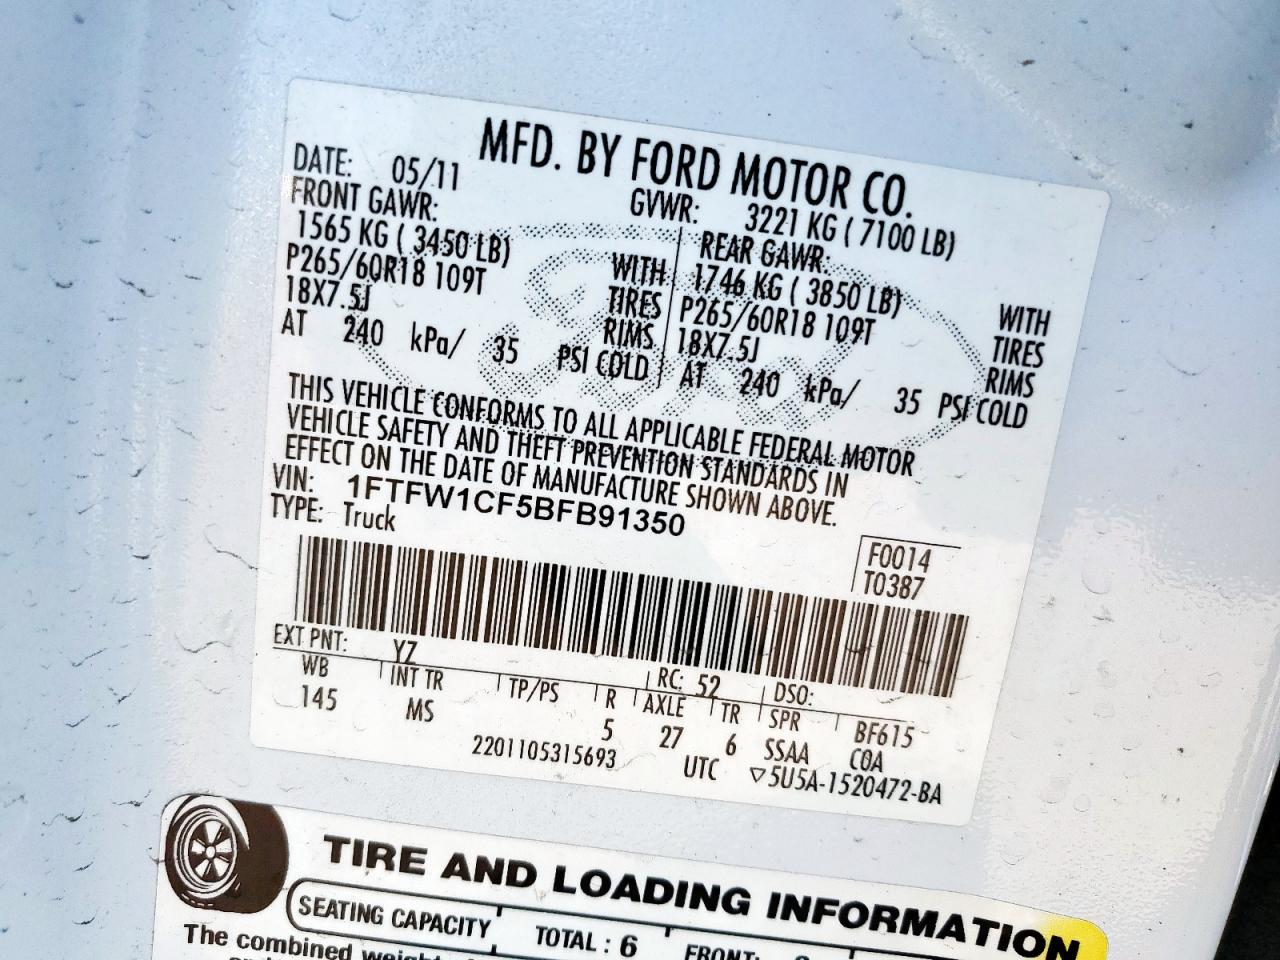 MFD. BY FORD MOTOR CO.
DATE: 05/11 GVWR: 3221 KG ( 7100 LB)
FRONT GAWR: REAR GAWR:
1565 KG ( 3450 LB) WITH 1746 KG ( 3850 LB) WITH
P265/60R18 109T TIRES P265/60R18 109T TIRES
18X7.5J RIMS 18X7.5J RIMS
AT 240 kPa/ 35 PSI COLD AT 240 kPa/ 35 PSI COLD
THIS VEHICLE CONFORMS TO ALL APPLICABLE FEDERAL MOTOR
VEHICLE SAFETY AND THEFT PREVENTION STANDARDS IN
EFFECT ON THE DATE OF MANUFACTURE SHOWN ABOVE.
VIN: 1FTFW1CF5BFB91350
TYPE: Truck
F0014
T0387
EXT PNT: YZ RC: 52 DSO:
WB INT TR TP/PS R AXLE TR SPR BF615
145 MS 5 27 6 SSAA COA
2201105315693 UTC ▽5U5A-1520472-BA
TIRE AND LOADING INFORMATION
SEATING CAPACITY TOTAL : 6 FRONT:
The combined